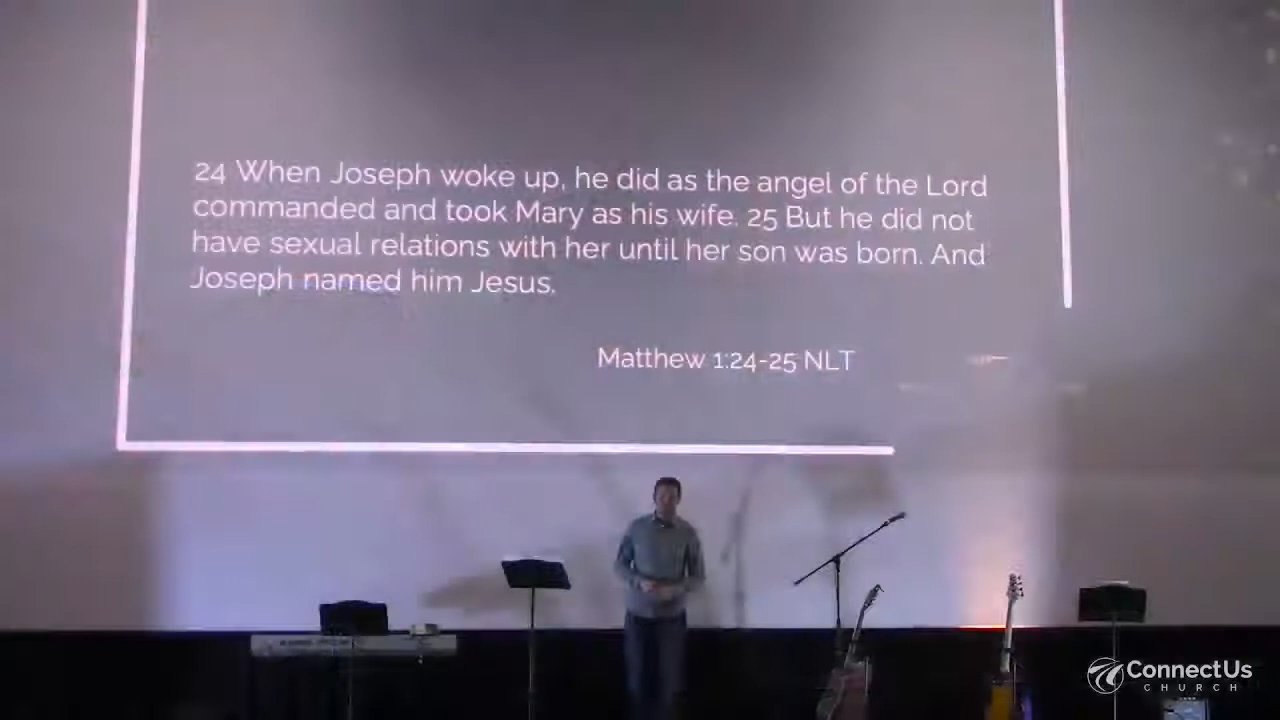 24 When Joseph woke up, he did as the angel of the Lord
commanded and took Mary as his wife. 25 But he did not
have sexual relations with her until her son was born. And
Joseph named him Jesus.
Matthew 1:24-25 NLT
ConnectUs
CHURCH